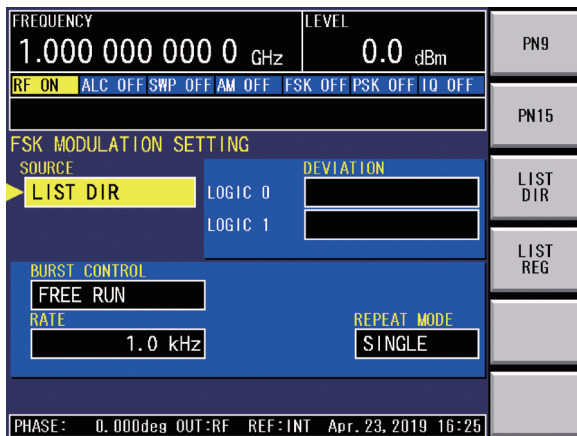 FREQUENCY
1.000 000 000 0 GHz
LEVEL
0.0 dBm
RF ON ALC OFF SWP OFF AM OFF FSK OFF PSK OFF IQ OFF
FSK MODULATION SETTING
SOURCE
LIST DIR
DEVIATION
LOGIC 0
LOGIC 1
BURST CONTROL
FREE RUN
RATE
1.0 kHz
REPEAT MODE
SINGLE
PHASE: 0.000deg OUT:RF REF:INT Apr.23,2019 16:25
PN9
PN15
LIST
DIR
LIST
REG